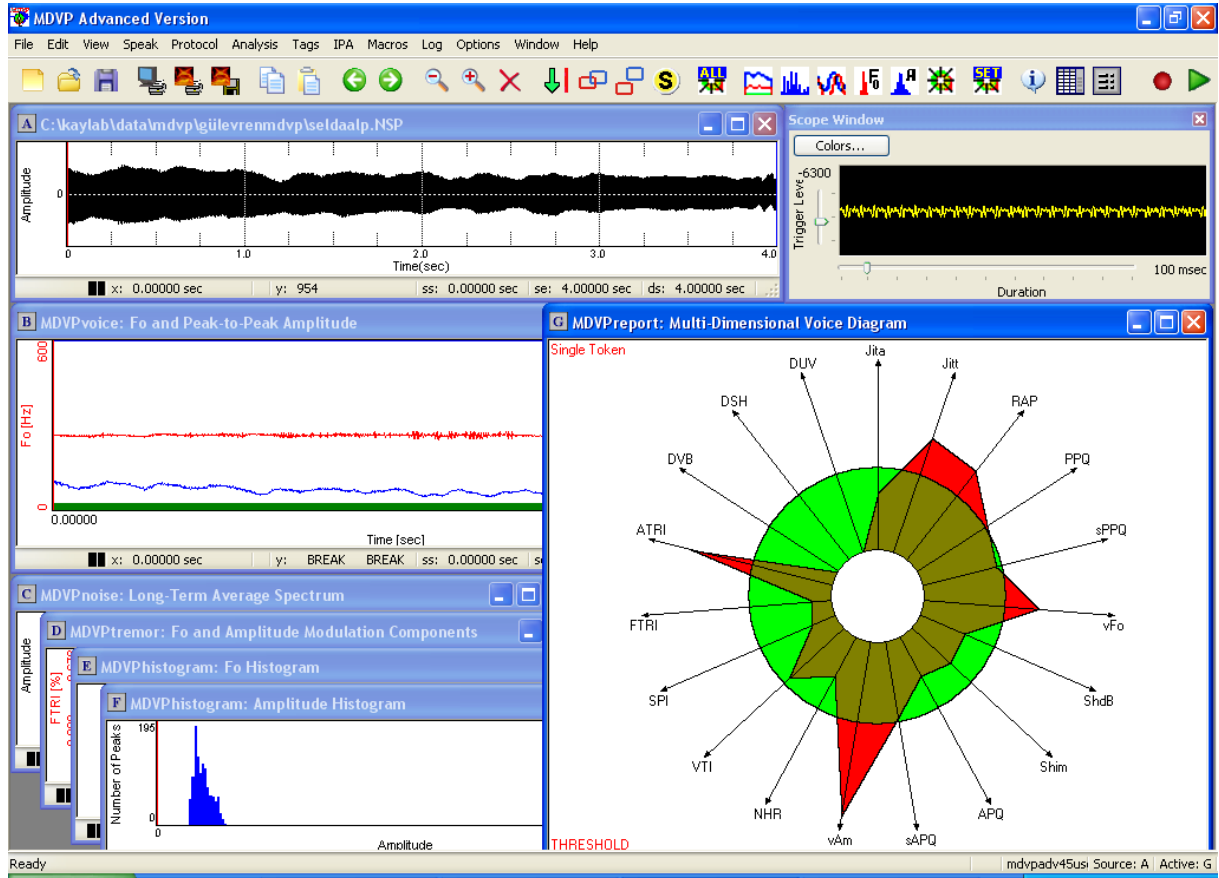 MDVP Advanced Version
File Edit View Speak Protocol Analysis Tags IPA Macros Log Options Window Help
A C:\kaylab\data\mdvp\gülevrenmdvp\seldaalp.NSP
Amplitude
0
0 1.0 2.0 3.0 4.0
Time(sec)
x: 0.00000 sec y: 954 ss: 0.00000 sec se: 4.00000 sec ds: 4.00000 sec
Scope Window
Colors...
-6300
Trigger Leve
100 msec
Duration
B MDVPvoice: Fo and Peak-to-Peak Amplitude
600
Fo [Hz]
0
0.00000
Time [sec]
x: 0.00000 sec y: BREAK BREAK ss: 0.00000 sec s
C MDVPnoise: Long-Term Average Spectrum
Amplitude
D MDVPtremor: Fo and Amplitude Modulation Components
FTRI [%]
E MDVPhistogram: Fo Histogram
F MDVPhistogram: Amplitude Histogram
Number of Peaks
195
0
0
Amplitude
G MDVPreport: Multi-Dimensional Voice Diagram
Single Token
Jita
Jitt
RAP
PPQ
sPPQ
vFo
ShdB
Shim
APQ
sAPQ
vAm
NHR
VTI
SPI
FTRI
ATRI
DVB
DSH
DUV
THRESHOLD
Ready mdvpadv45usi Source: A Active: G